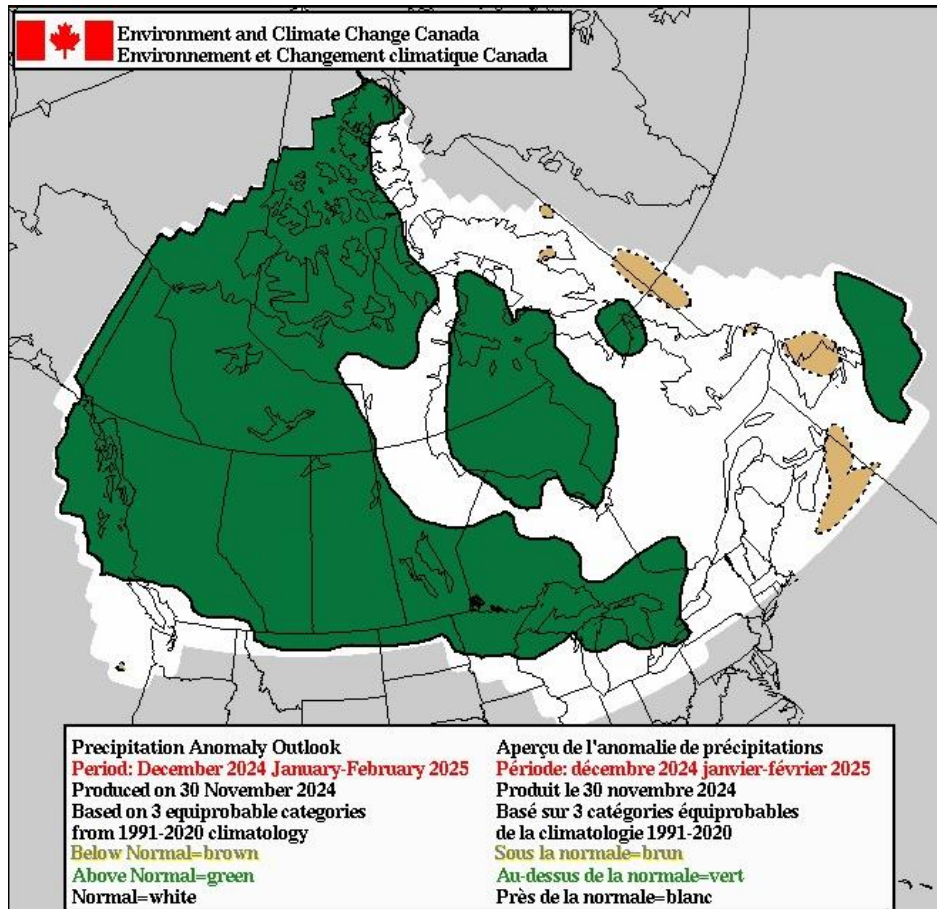 Environment and Climate Change Canada
Environnement et Changement climatique Canada
Precipitation Anomaly Outlook
Period: December 2024 January-February 2025
Produced on 30 November 2024
Based on 3 equiprobable categories
from 1991-2020 climatology
Below Normal=brown
Above Normal=green
Normal=white
Aperçu de l'anomalie de précipitations
Période: décembre 2024 janvier-février 2025
Produit le 30 novembre 2024
Basé sur 3 catégories équiprobables
de la climatologie 1991-2020
Sous la normale=brun
Au-dessus de la normale=vert
Près de la normale=blanc